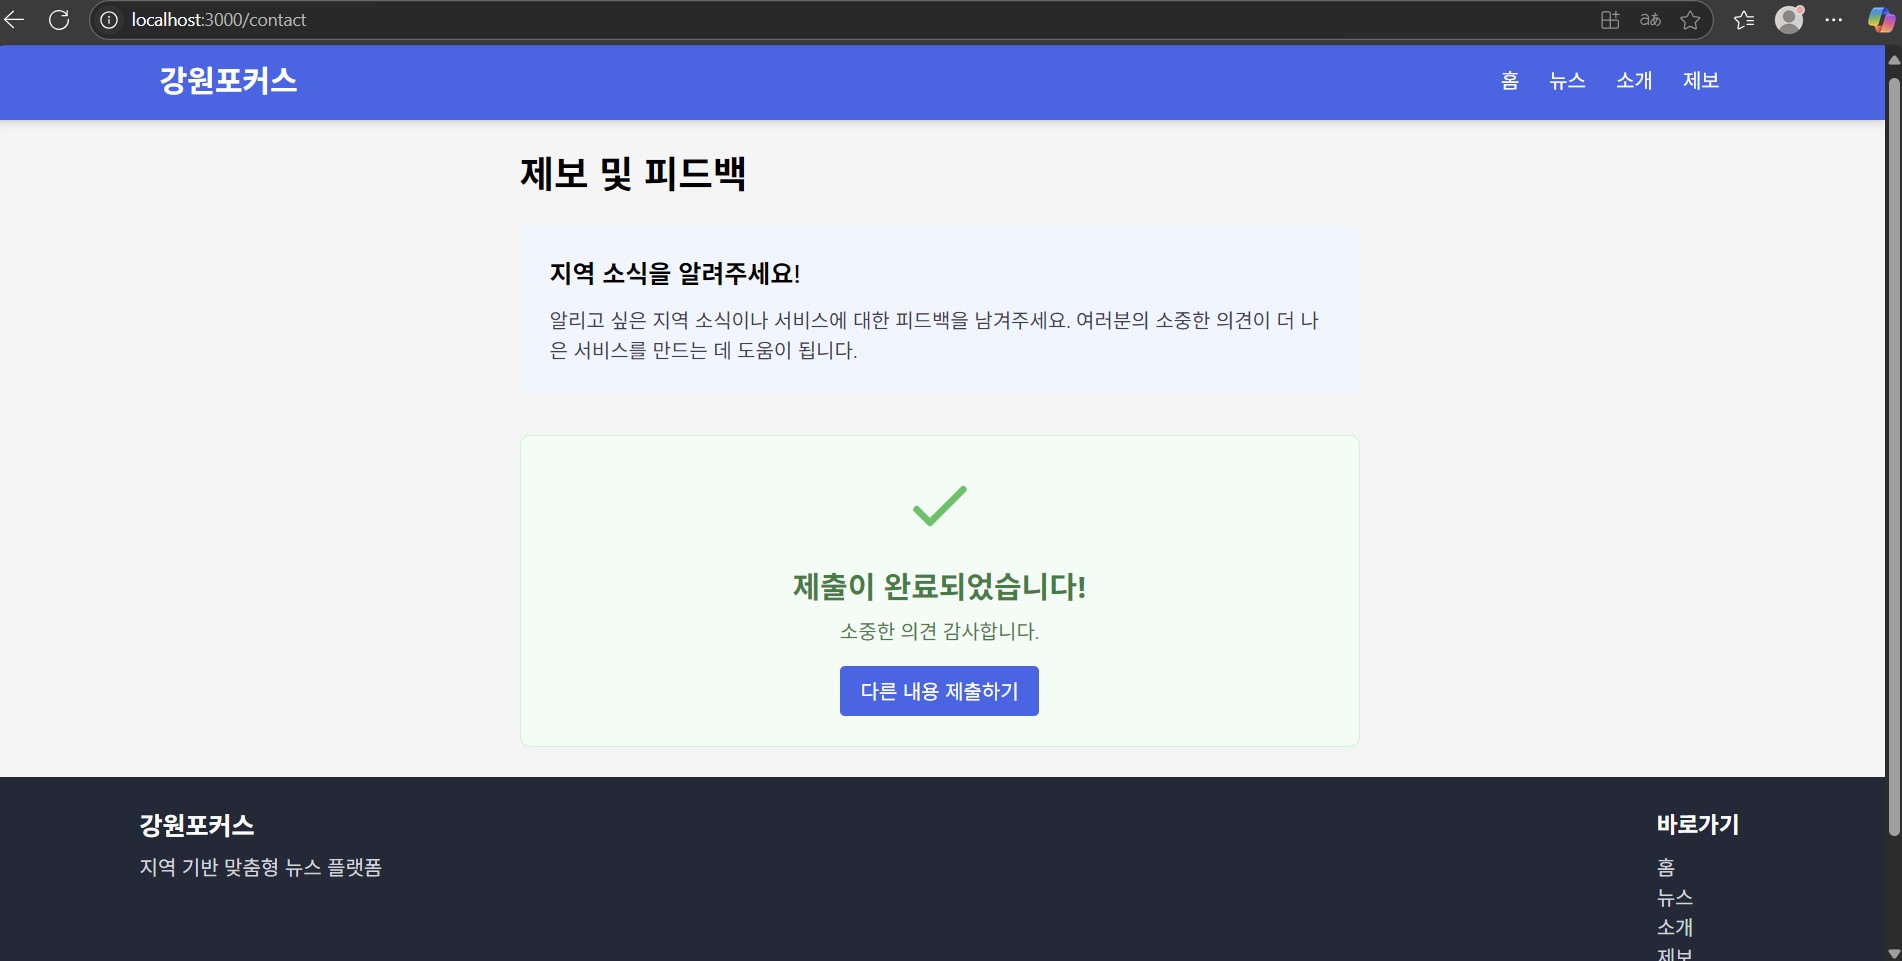 localhost:3000/contact
aあ
강원포커스
홈 뉴스 소개 제보
제보 및 피드백
지역 소식을 알려주세요!
알리고 싶은 지역 소식이나 서비스에 대한 피드백을 남겨주세요. 여러분의 소중한 의견이 더 나
은 서비스를 만드는 데 도움이 됩니다.
제출이 완료되었습니다!
소중한 의견 감사합니다.
다른 내용 제출하기
강원포커스
지역 기반 맞춤형 뉴스 플랫폼
바로가기
홈
뉴스
소개
제보